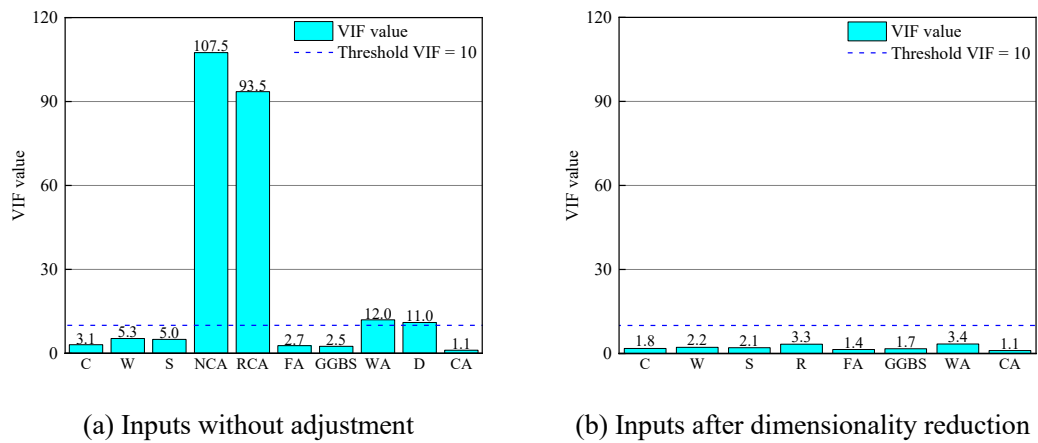 120
90
60
30
0
VIF value
VIF value
Threshold VIF = 10
3.1
5.3
5.0
107.5
93.5
2.7
2.5
12.0
11.0
1.1
C W S NCA RCA FA GGBS WA D CA
(a) Inputs without adjustment
120
90
60
30
0
VIF value
VIF value
Threshold VIF = 10
1.8
2.2
2.1
3.3
1.4
1.7
3.4
1.1
C W S R FA GGBS WA CA
(b) Inputs after dimensionality reduction